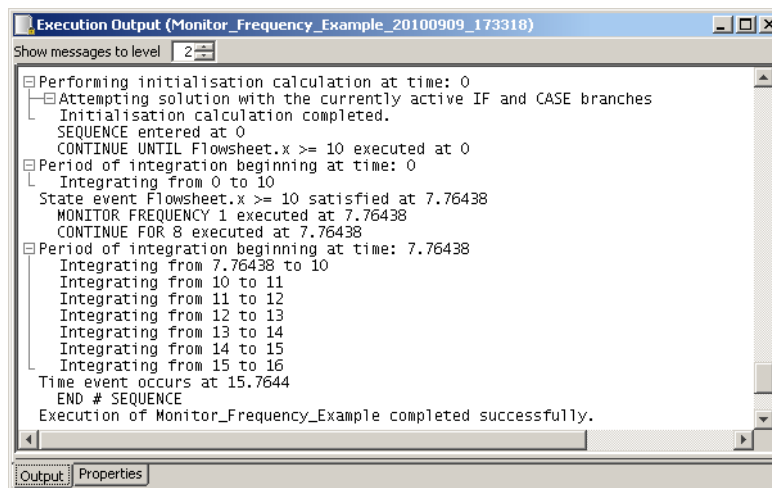 Execution Output (Monitor_Frequency_Example_20100909_173318)
Show messages to level 2
Performing initialisation calculation at time: 0
Attempting solution with the currently active IF and CASE branches
Initialisation calculation completed.
SEQUENCE entered at 0
CONTINUE UNTIL Flowsheet.x >= 10 executed at 0
Period of integration beginning at time: 0
Integrating from 0 to 10
State event Flowsheet.x >= 10 satisfied at 7.76438
MONITOR FREQUENCY 1 executed at 7.76438
CONTINUE FOR 8 executed at 7.76438
Period of integration beginning at time: 7.76438
Integrating from 7.76438 to 10
Integrating from 10 to 11
Integrating from 11 to 12
Integrating from 12 to 13
Integrating from 13 to 14
Integrating from 14 to 15
Integrating from 15 to 16
Time event occurs at 15.7644
END # SEQUENCE
Execution of Monitor_Frequency_Example completed successfully.
Output Properties